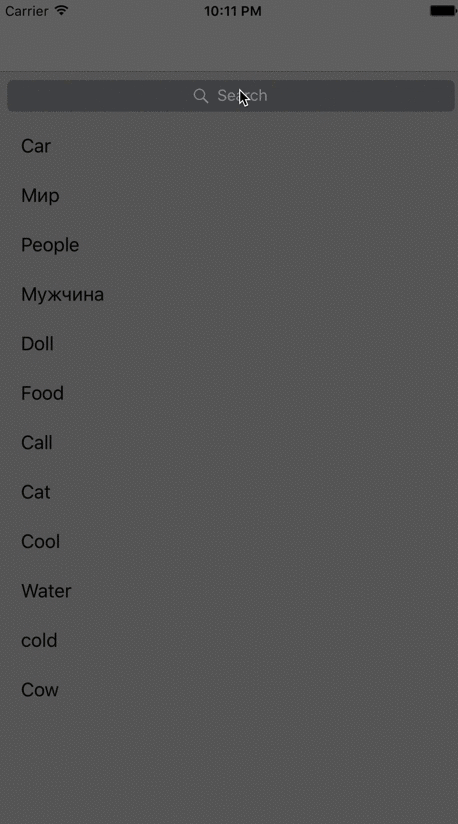 Carrier 10:11 PM
Search
Car
Мир
People
Мужчина
Doll
Food
Call
Cat
Cool
Water
cold
Cow